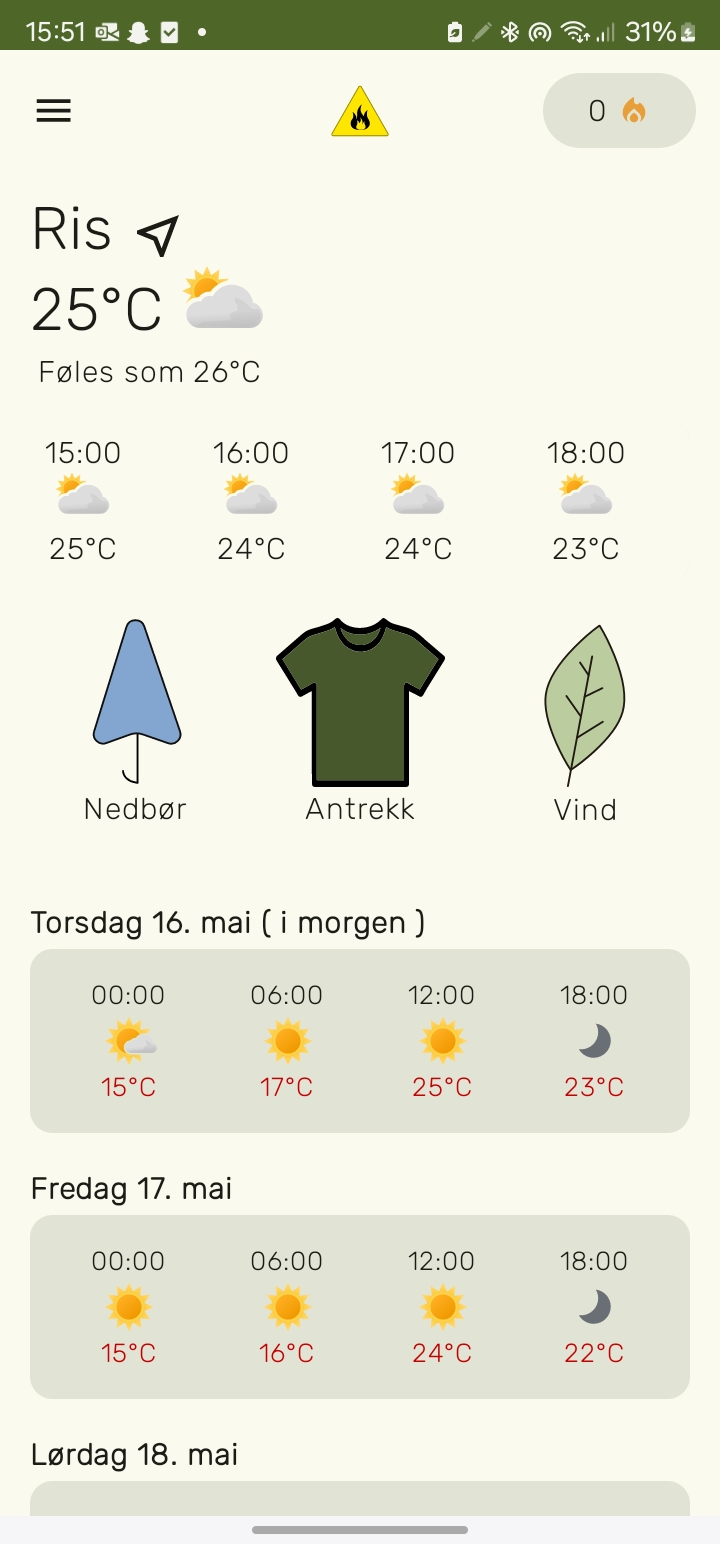 15:51 31%
0
Ris
25°C
Føles som 26°C
15:00 16:00 17:00 18:00
25°C 24°C 24°C 23°C
Nedbør Antrekk Vind
Torsdag 16. mai ( i morgen )
00:00 06:00 12:00 18:00
15°C 17°C 25°C 23°C
Fredag 17. mai
00:00 06:00 12:00 18:00
15°C 16°C 24°C 22°C
Lørdag 18. mai